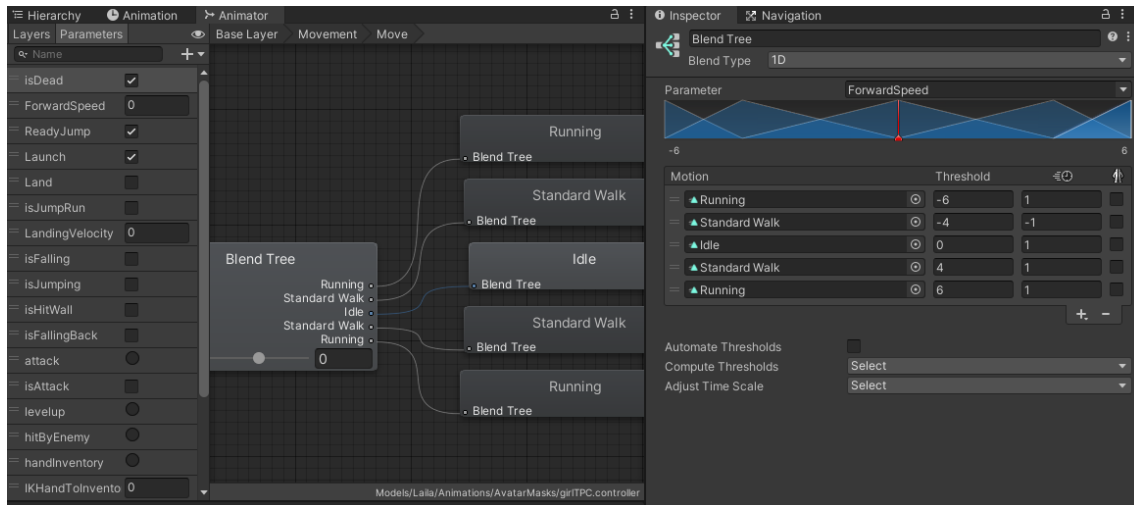 Hierarchy Animation Animator
Layers Parameters Base Layer Movement Move
Name
isDead
ForwardSpeed 0
ReadyJump
Launch
Land
isJumpRun
LandingVelocity 0
isFalling
isJumping
isHitWall
isFallingBack
attack
isAttack
levelup
hitByEnemy
handInventory
IKHandToInvento 0
Blend Tree
Running
Standard Walk
Idle
Standard Walk
Running
0
Running
Blend Tree
Standard Walk
Blend Tree
Idle
Blend Tree
Standard Walk
Blend Tree
Running
Blend Tree
Models/Laila/Animations/AvatarMasks/girlTPC.controller
Inspector Navigation
Blend Tree
Blend Type 1D
Parameter ForwardSpeed
-6 6
Motion Threshold
Running -6 1
Standard Walk -4 -1
Idle 0 1
Standard Walk 4 1
Running 6 1
Automate Thresholds
Compute Thresholds Select
Adjust Time Scale Select